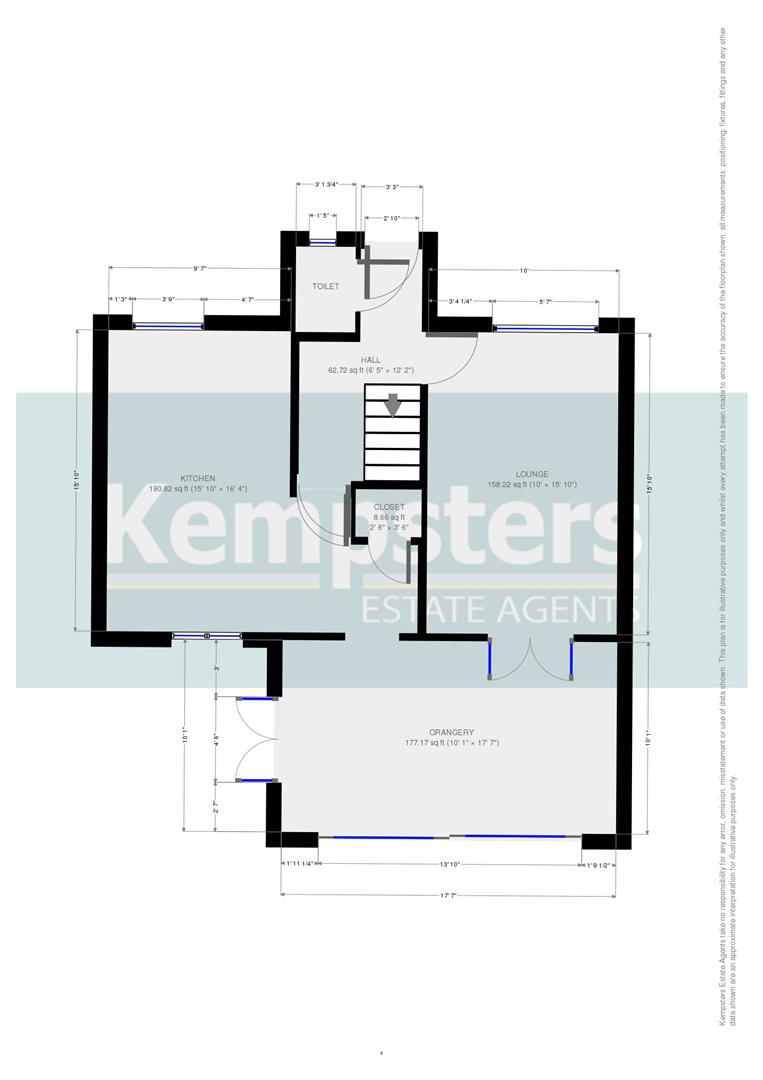 3' 1 3/4"
3' 3"
1' 5"
2' 10"
TOILET
9' 7"
10'
1' 3"
3' 9"
4' 7"
3' 4 1/4"
5' 7"
HALL
62.72 sq ft (6' 5" × 12' 2")
15' 10"
KITCHEN
190.82 sq ft (15' 10" × 16' 4")
LOUNGE
158.22 sq ft (10' × 15' 10")
15' 10"
CLOSET
8.66 sq ft
2' 6" × 3' 6"
Kempsters
ESTATE AGENTS
3'
4' 6"
2' 7"
10' 1"
ORANGERY
177.17 sq ft (10' 1" × 17' 7")
10' 1"
1' 11 1/4"
13' 10"
1' 9 1/2"
17' 7"
Kempsters Estate Agents take no responsibility for any error, omission, misstatement or use of data shown. This plan is for illustrative purposes only and whilst every attempt has been made to ensure the accuracy of the floorplan shown, all measurements, positioning, fixtures, fittings and any other
data shown are an approximate interpretation for illustrative purposes only.